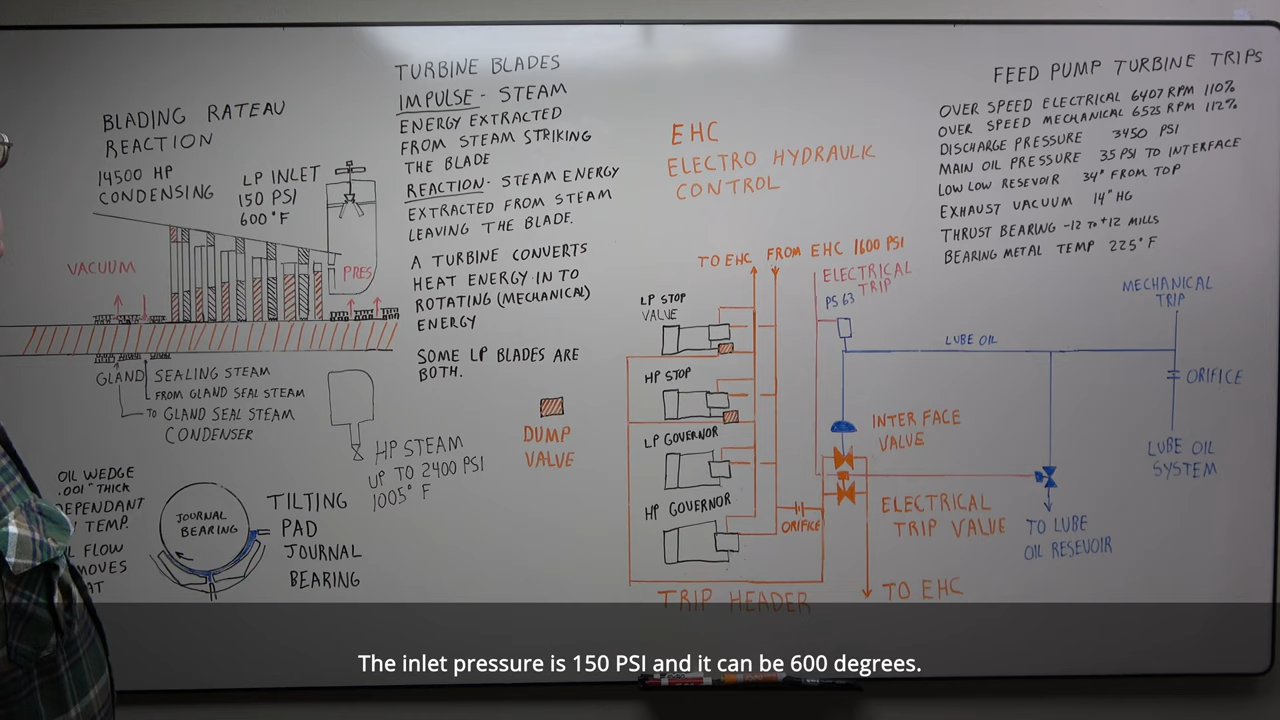 BLADING RATEAU
REACTION
14500 HP
CONDENSING
LP INLET
150 PSI
600°F
VACUUM
PRES
GLAND
SEALING STEAM
FROM GLAND SEAL STEAM
TO GLAND SEAL STEAM
CONDENSER
HP STEAM
UP TO 2400 PSI
1005° F
OIL WEDGE
.001" THICK
DEPENDANT
TEMP.
FLOW
MOVES
AT
JOURNAL
BEARING
TILTING
PAD
JOURNAL
BEARING
TURBINE BLADES
IMPULSE - STEAM
ENERGY EXTRACTED
FROM STEAM STRIKING
THE BLADE
REACTION - STEAM ENERGY
EXTRACTED FROM STEAM
LEAVING THE BLADE.
A TURBINE CONVERTS
HEAT ENERGY IN TO
ROTATING (MECHANICAL)
ENERGY
SOME LP BLADES ARE
BOTH.
DUMP
VALVE
EHC
ELECTRO HYDRAULIC
CONTROL
TO EHC FROM EHC 1600 PSI
ELECTRICAL
TRIP
PS 63
LP STOP
VALVE
HP STOP
LP GOVERNOR
HP GOVERNOR
ORIFICE
TRIP HEADER
INTERFACE
VALVE
ELECTRICAL
TRIP VALVE
TO EHC
LUBE OIL
MECHANICAL
TRIP
ORIFICE
LUBE OIL
SYSTEM
TO LUBE
OIL RESEVOIR
FEED PUMP TURBINE TRIPS
OVER SPEED ELECTRICAL 6407 RPM 110%
OVER SPEED MECHANICAL 6525 RPM 112%
DISCHARGE PRESSURE 3450 PSI
MAIN OIL PRESSURE 35 PSI TO INTERFACE
LOW LOW RESEVOIR 34" FROM TOP
EXHAUST VACUUM 14" HG
THRUST BEARING -12 TO +12 MILLS
BEARING METAL TEMP 225° F
The inlet pressure is 150 PSI and it can be 600 degrees.